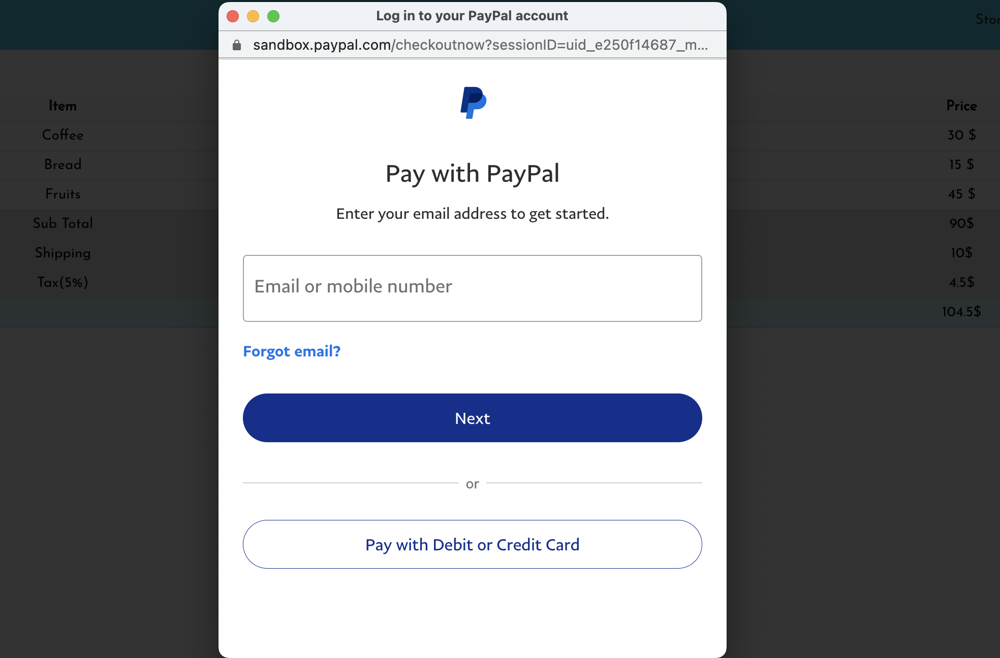 Log in to your PayPal account
sandbox.paypal.com/checkoutnow?sessionID=uid_e250f14687_m...
Pay with PayPal
Enter your email address to get started.
Email or mobile number
Forgot email?
Next
or
Pay with Debit or Credit Card
Item Price
Coffee 30 $
Bread 15 $
Fruits 45 $
Sub Total 90$
Shipping 10$
Tax(5%) 4.5$
104.5$